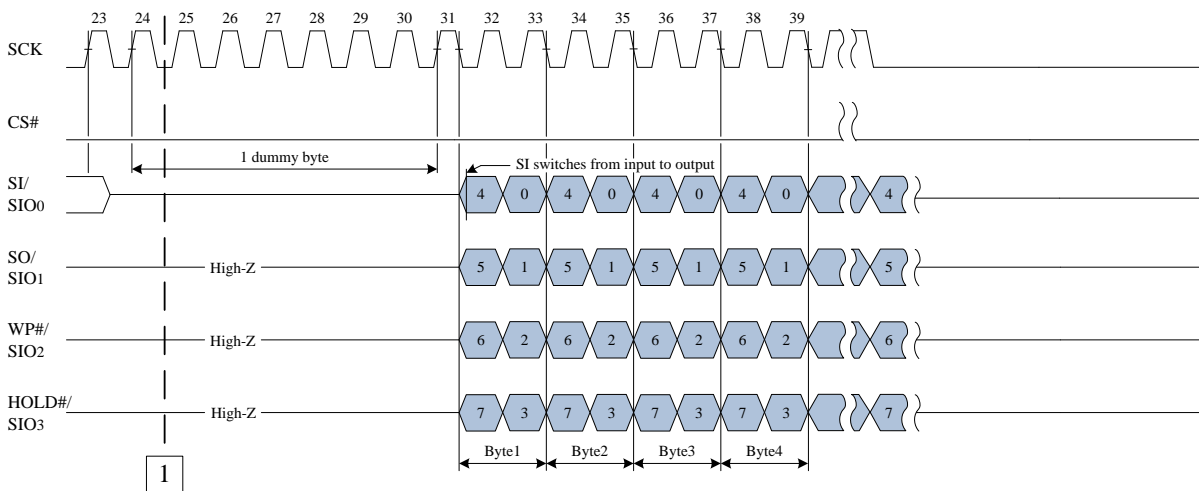 23 24 25 26 27 28 29 30 31 32 33 34 35 36 37 38 39
SCK
CS#
1 dummy byte
SI switches from input to output
SI/
SIO0
4 0 4 0 4 0 4 0 4
SO/
SIO1
High-Z
5 1 5 1 5 1 5 1 5
WP#/
SIO2
High-Z
6 2 6 2 6 2 6 2 6
HOLD#/
SIO3
High-Z
7 3 7 3 7 3 7 3 7
Byte1 Byte2 Byte3 Byte4
1